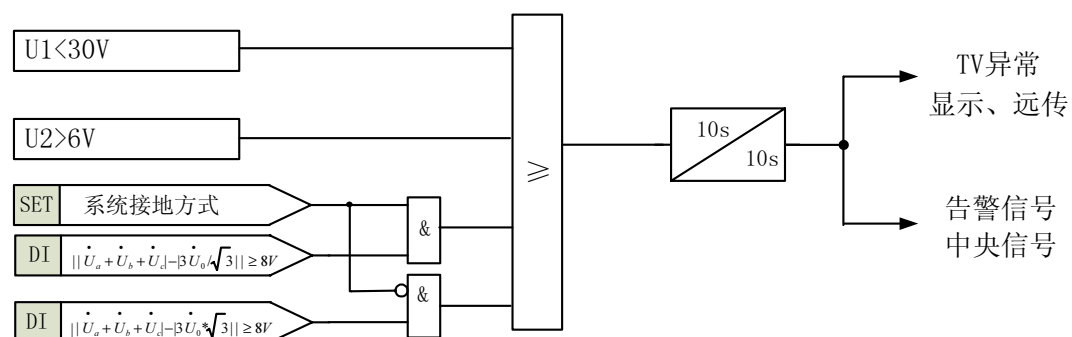 U1<30V
U2>6V
SET 系统接地方式
DI ||U̇a+U̇b+U̇c|-|3U̇0/√3||≥8V
DI ||U̇a+U̇b+U̇c|-|3U̇0*√3||≥8V
&
&
≥
10s
10s
TV异常
显示、远传
告警信号
中央信号